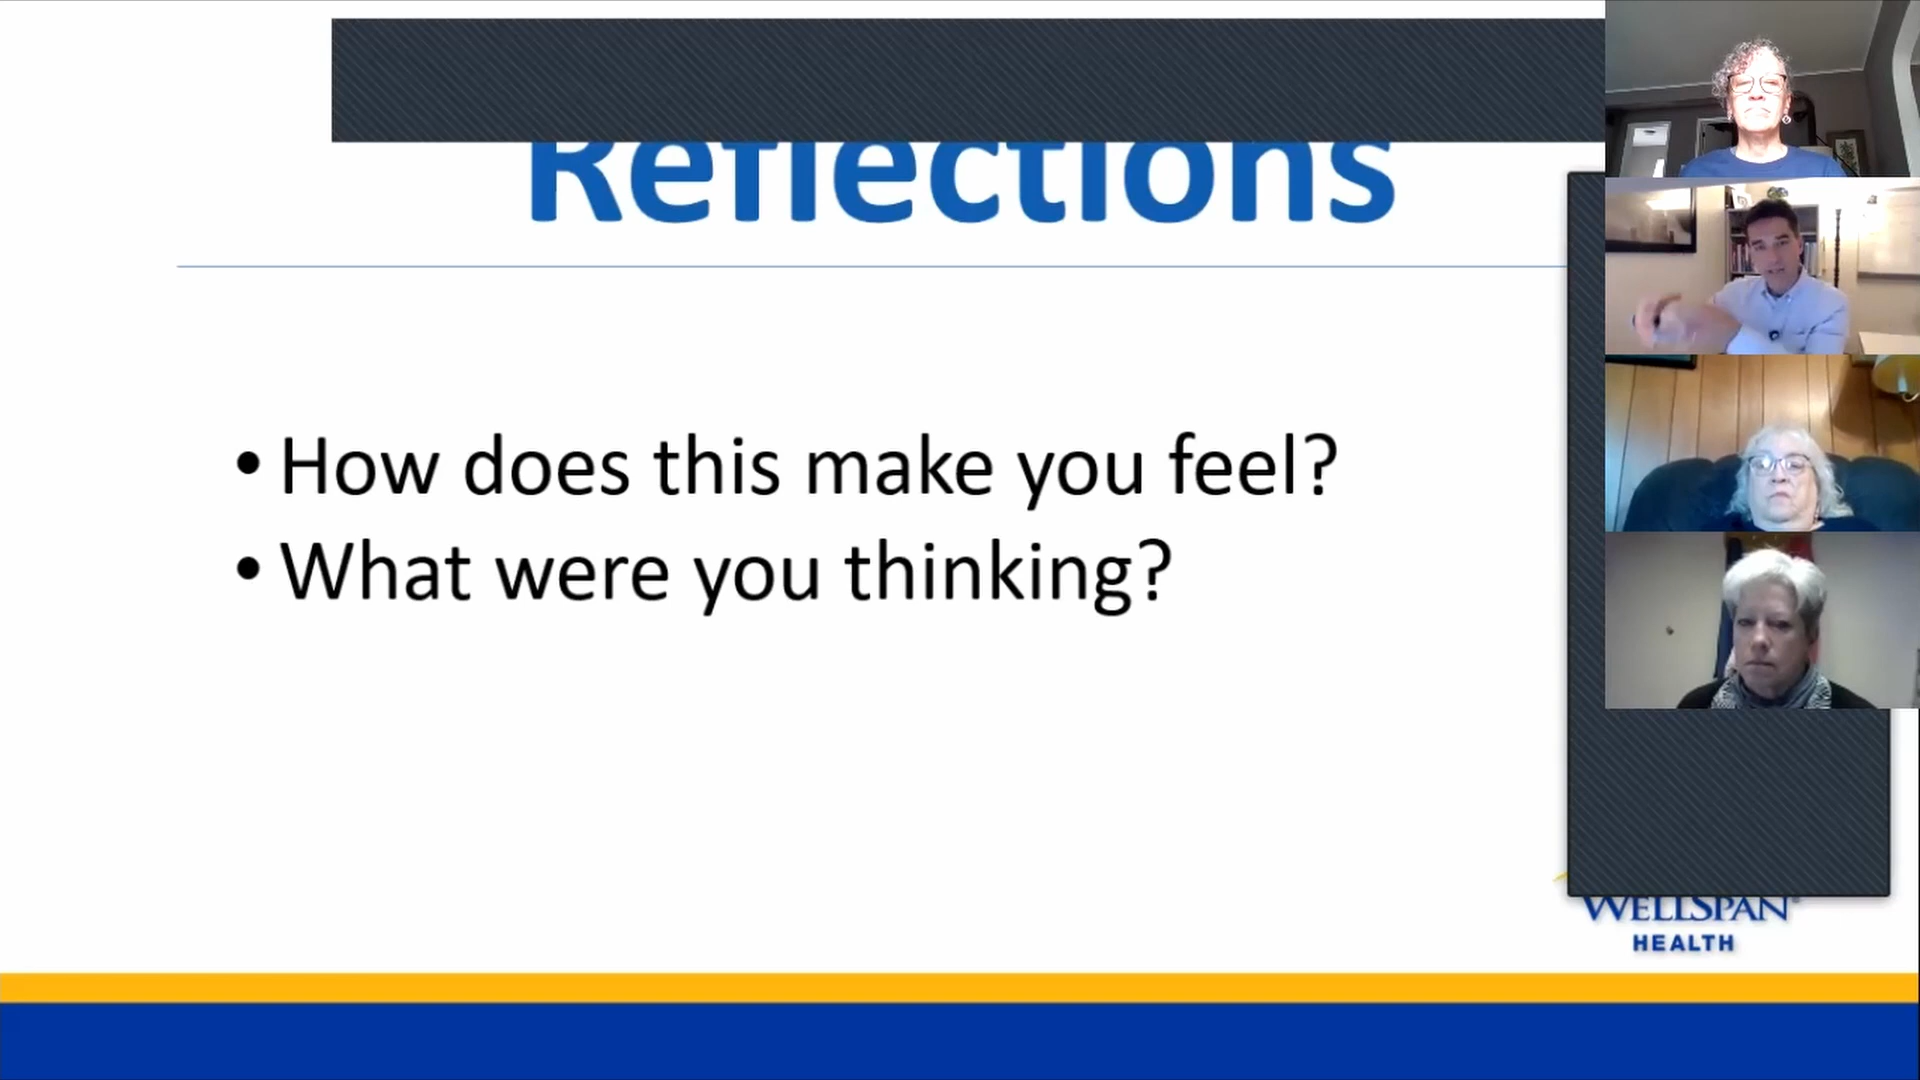 Reflections
• How does this make you feel?
• What were you thinking?
WELLSPAN
HEALTH